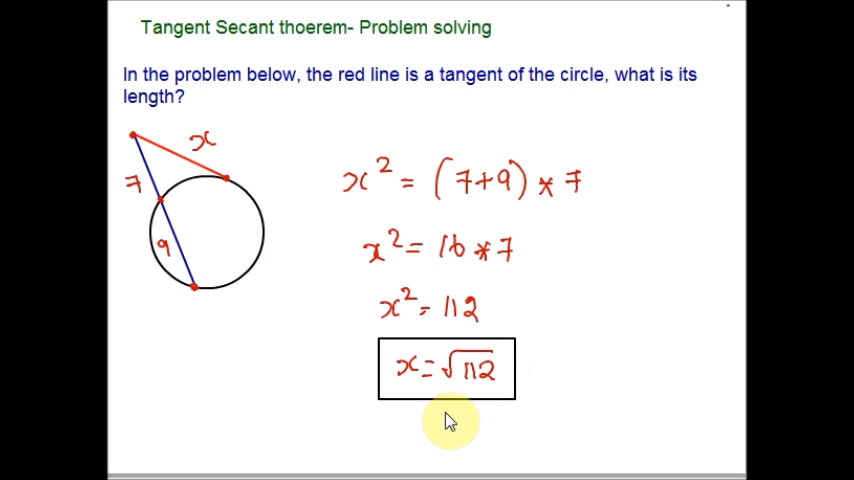 Tangent Secant thoerem- Problem solving
In the problem below, the red line is a tangent of the circle, what is its
length?
x
7
9
x² = (7+9) * 7
x² = 16 * 7
x² = 112
x = √112